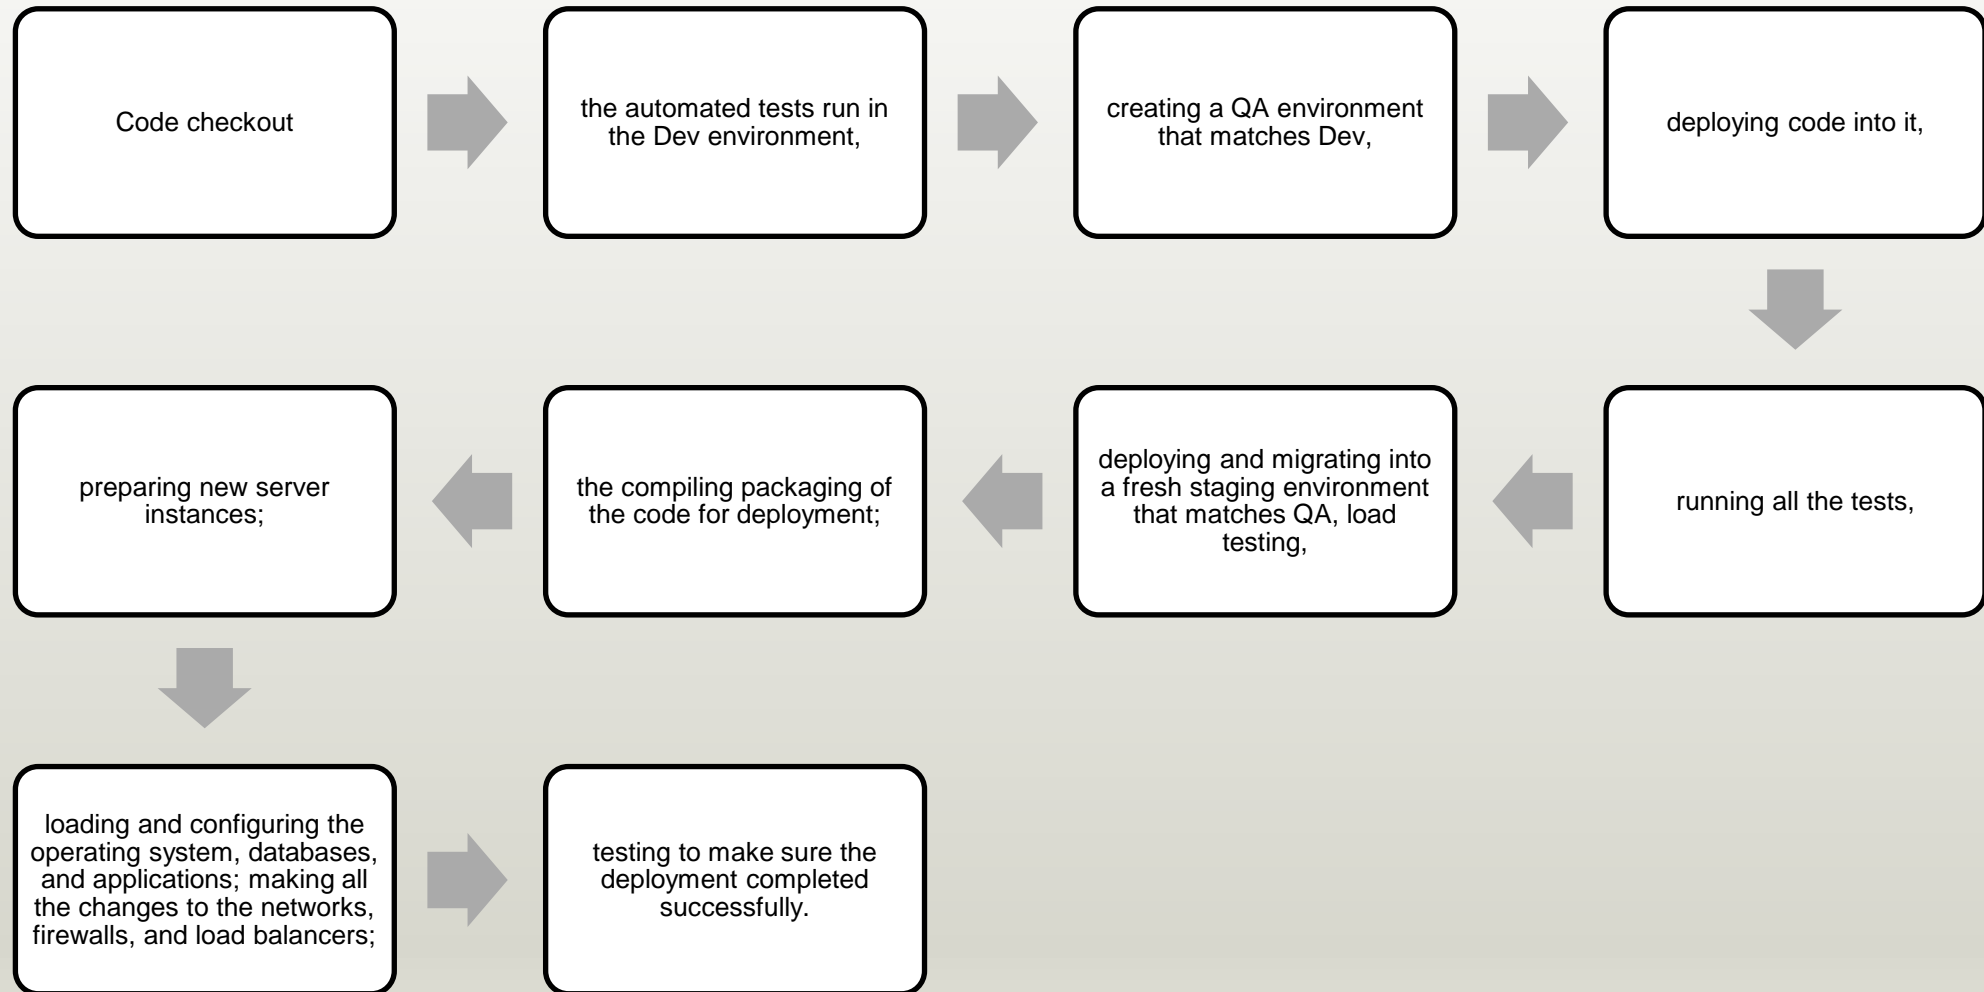 Code checkout
the automated tests run in
the Dev environment,
creating a QA environment
that matches Dev,
deploying code into it,
running all the tests,
deploying and migrating into
a fresh staging environment
that matches QA, load
testing,
the compiling packaging of
the code for deployment;
preparing new server
instances;
loading and configuring the
operating system, databases,
and applications; making all
the changes to the networks,
firewalls, and load balancers;
testing to make sure the
deployment completed
successfully.